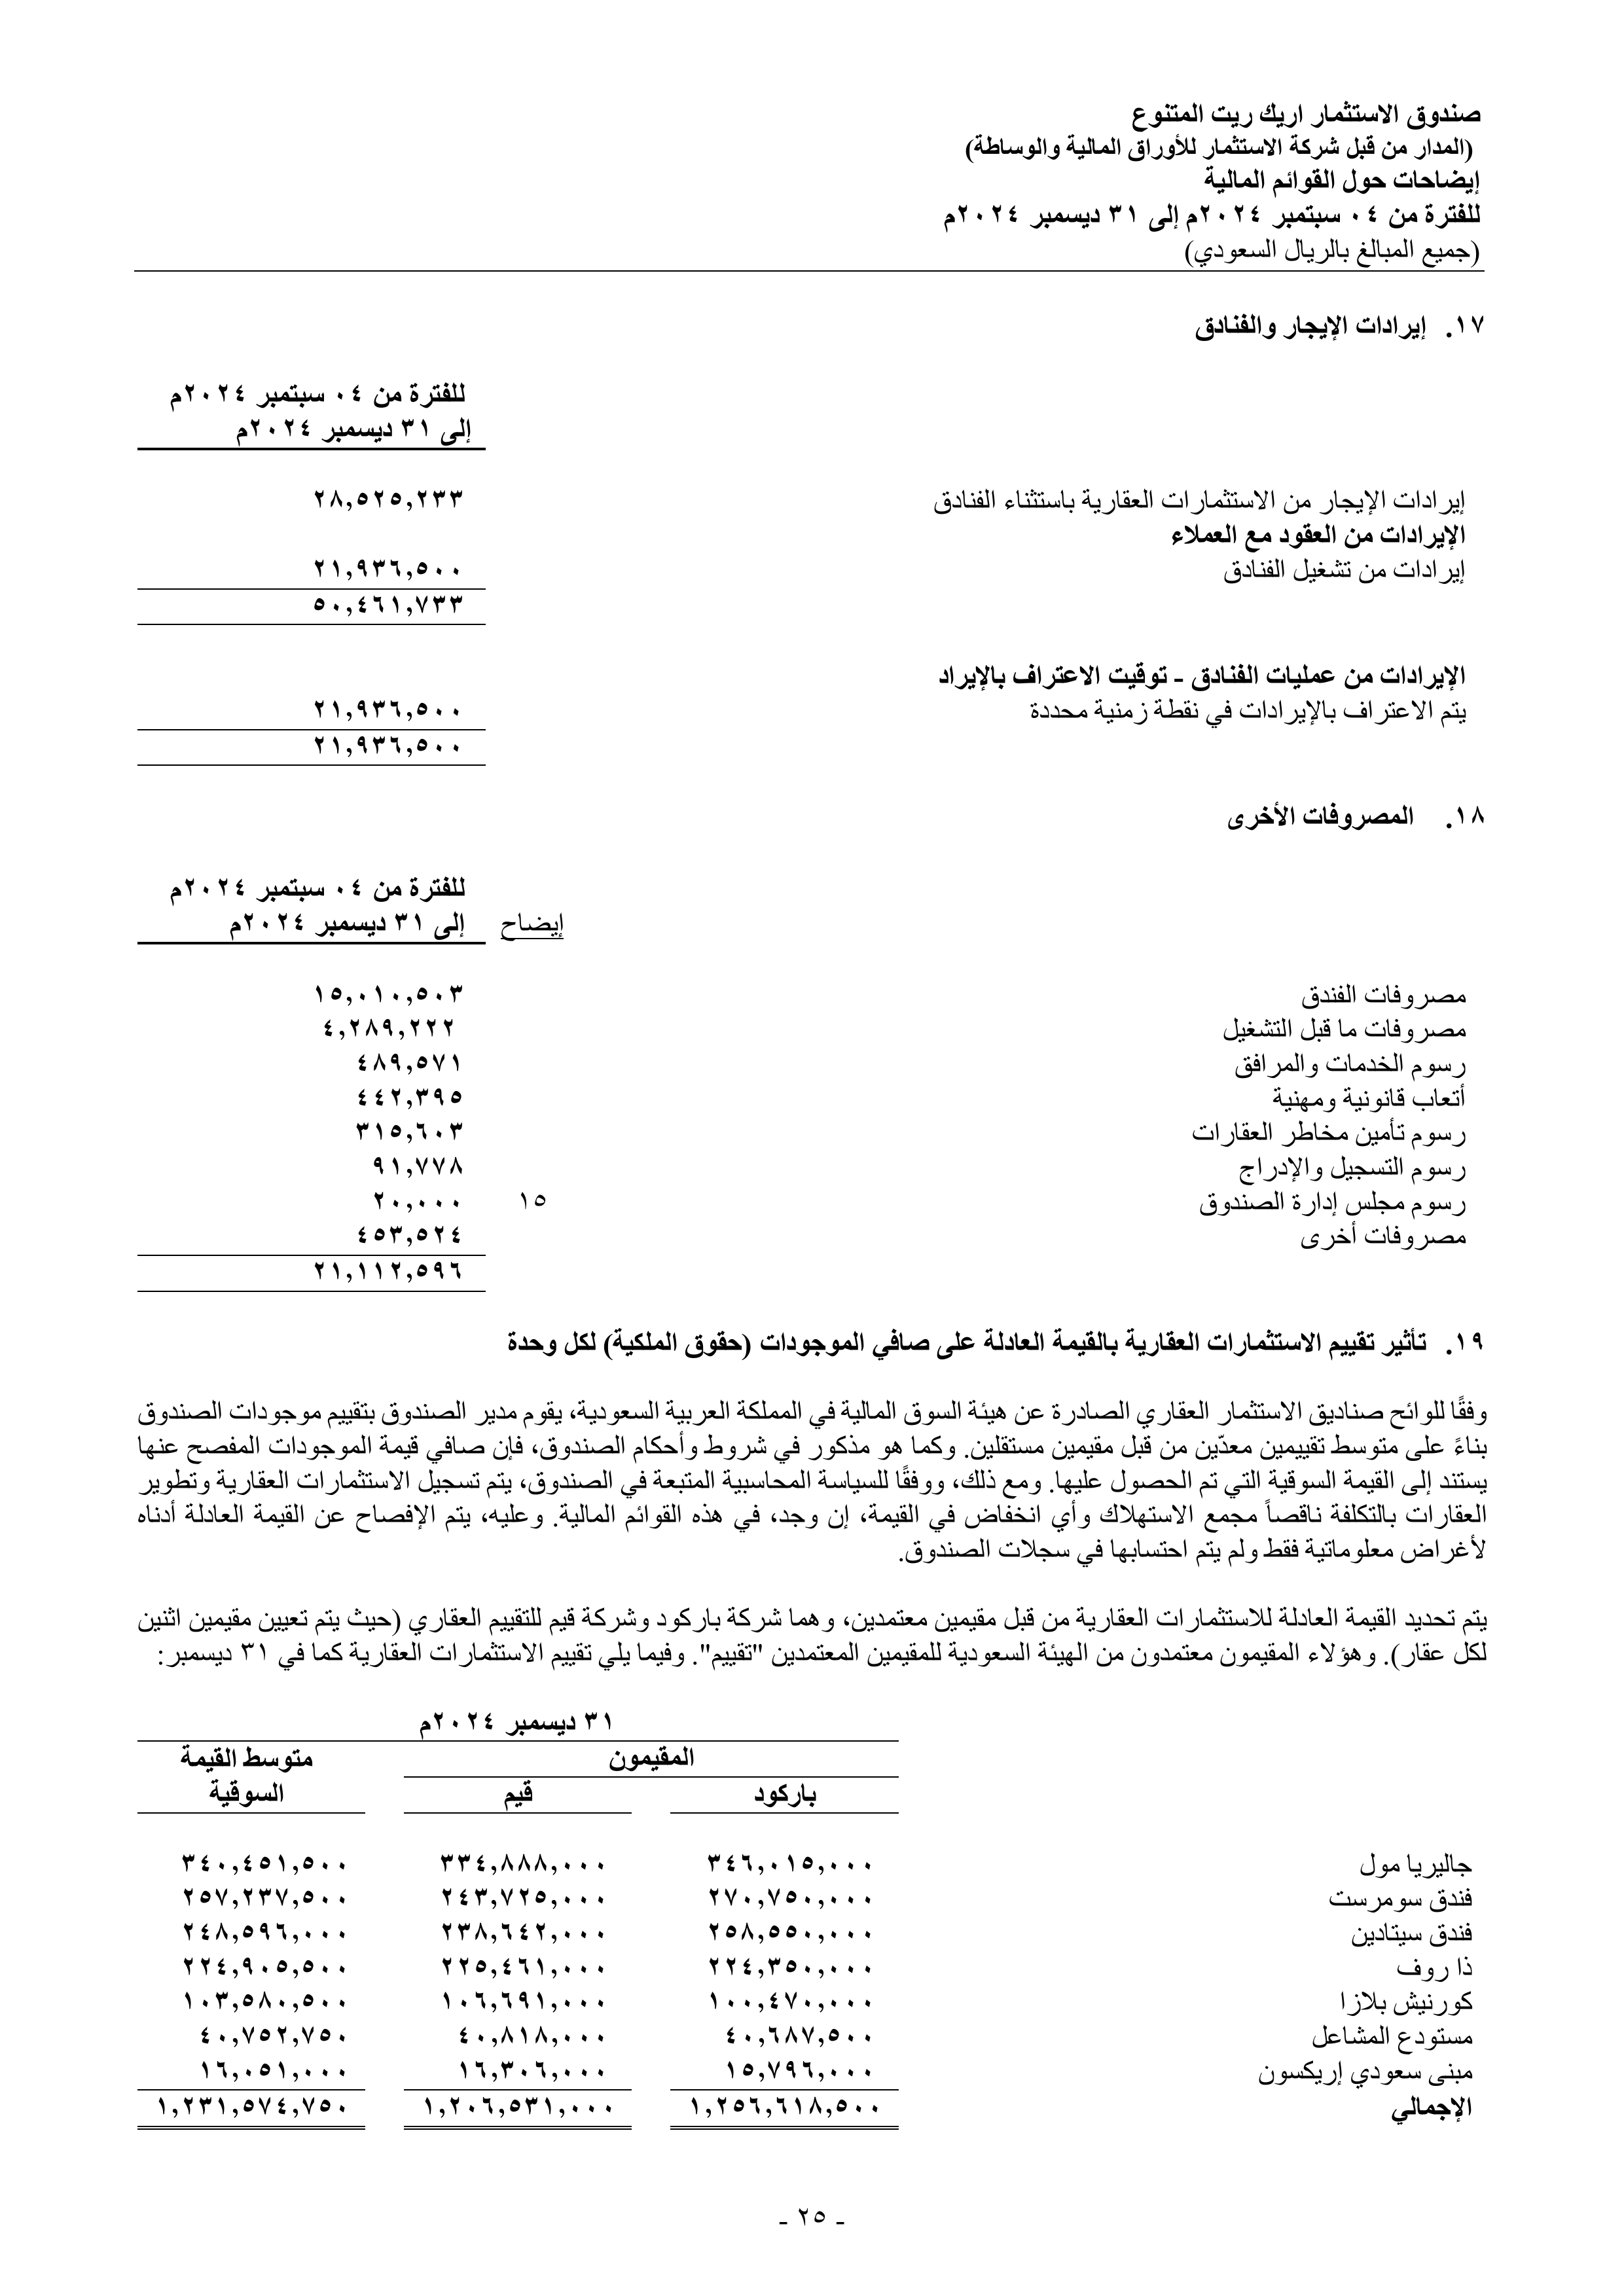 صندوق الاستثمار اريك ريت المتنوع
(المدار من قبل شركة الاستثمار للأوراق المالية والوساطة)
إيضاحات حول القوائم المالية
للفترة من ٠٤ سبتمبر ٢٠٢٤م إلى ٣١ ديسمبر ٢٠٢٤م
(جميع المبالغ بالريال السعودي)
١٧. إيرادات الإيجار والفنادق
للفترة من ٠٤ سبتمبر ٢٠٢٤م
إلى ٣١ ديسمبر ٢٠٢٤م
إيرادات الإيجار من الاستثمارات العقارية باستثناء الفنادق ٢٨,٥٢٥,٢٣٣
الإيرادات من العقود مع العملاء
إيرادات من تشغيل الفنادق ٢١,٩٣٦,٥٠٠
٥٠,٤٦١,٧٣٣
الإيرادات من عمليات الفنادق - توقيت الاعتراف بالإيراد
يتم الاعتراف بالإيرادات في نقطة زمنية محددة ٢١,٩٣٦,٥٠٠
٢١,٩٣٦,٥٠٠
١٨. المصروفات الأخرى
للفترة من ٠٤ سبتمبر ٢٠٢٤م
إيضاح إلى ٣١ ديسمبر ٢٠٢٤م
مصروفات الفندق ١٥,٠١٠,٥٠٣
مصروفات ما قبل التشغيل ٤,٢٨٩,٢٢٢
رسوم الخدمات والمرافق ٤٨٩,٥٧١
أتعاب قانونية ومهنية ٤٤٢,٣٩٥
رسوم تأمين مخاطر العقارات ٣١٥,٦٠٣
رسوم التسجيل والإدراج ٩١,٧٧٨
رسوم مجلس إدارة الصندوق ١٥ ٢٠,٠٠٠
مصروفات أخرى ٤٥٣,٥٢٤
٢١,١١٢,٥٩٦
١٩. تأثير تقييم الاستثمارات العقارية بالقيمة العادلة على صافي الموجودات (حقوق الملكية) لكل وحدة
وفقًا للوائح صناديق الاستثمار العقاري الصادرة عن هيئة السوق المالية في المملكة العربية السعودية، يقوم مدير الصندوق بتقييم موجودات الصندوق
بناءً على متوسط تقييمين معدّين من قبل مقيمين مستقلين. وكما هو مذكور في شروط وأحكام الصندوق، فإن صافي قيمة الموجودات المفصح عنها
يستند إلى القيمة السوقية التي تم الحصول عليها. ومع ذلك، ووفقًا للسياسة المحاسبية المتبعة في الصندوق، يتم تسجيل الاستثمارات العقارية وتطوير
العقارات بالتكلفة ناقصاً مجمع الاستهلاك وأي انخفاض في القيمة، إن وجد، في هذه القوائم المالية. وعليه، يتم الإفصاح عن القيمة العادلة أدناه
لأغراض معلوماتية فقط ولم يتم احتسابها في سجلات الصندوق.
يتم تحديد القيمة العادلة للاستثمارات العقارية من قبل مقيمين معتمدين، وهما شركة باركود وشركة قيم للتقييم العقاري (حيث يتم تعيين مقيمين اثنين
لكل عقار). وهؤلاء المقيمون معتمدون من الهيئة السعودية للمقيمين المعتمدين "تقييم". وفيما يلي تقييم الاستثمارات العقارية كما في ٣١ ديسمبر:
٣١ ديسمبر ٢٠٢٤م
المقيمون متوسط القيمة
باركود قيم السوقية
جاليريا مول ٣٤٦,٠١٥,٠٠٠ ٣٣٤,٨٨٨,٠٠٠ ٣٤٠,٤٥١,٥٠٠
فندق سومرست ٢٧٠,٧٥٠,٠٠٠ ٢٤٣,٧٢٥,٠٠٠ ٢٥٧,٢٣٧,٥٠٠
فندق سيتادين ٢٥٨,٥٥٠,٠٠٠ ٢٣٨,٦٤٢,٠٠٠ ٢٤٨,٥٩٦,٠٠٠
ذا روف ٢٢٤,٣٥٠,٠٠٠ ٢٢٥,٤٦١,٠٠٠ ٢٢٤,٩٠٥,٥٠٠
كورنيش بلازا ١٠٠,٤٧٠,٠٠٠ ١٠٦,٦٩١,٠٠٠ ١٠٣,٥٨٠,٥٠٠
مستودع المشاعل ٤٠,٦٨٧,٥٠٠ ٤٠,٨١٨,٠٠٠ ٤٠,٧٥٢,٧٥٠
مبنى سعودي إريكسون ١٥,٧٩٦,٠٠٠ ١٦,٣٠٦,٠٠٠ ١٦,٠٥١,٠٠٠
الإجمالي ١,٢٥٦,٦١٨,٥٠٠ ١,٢٠٦,٥٣١,٠٠٠ ١,٢٣١,٥٧٤,٧٥٠
- ٢٥ -